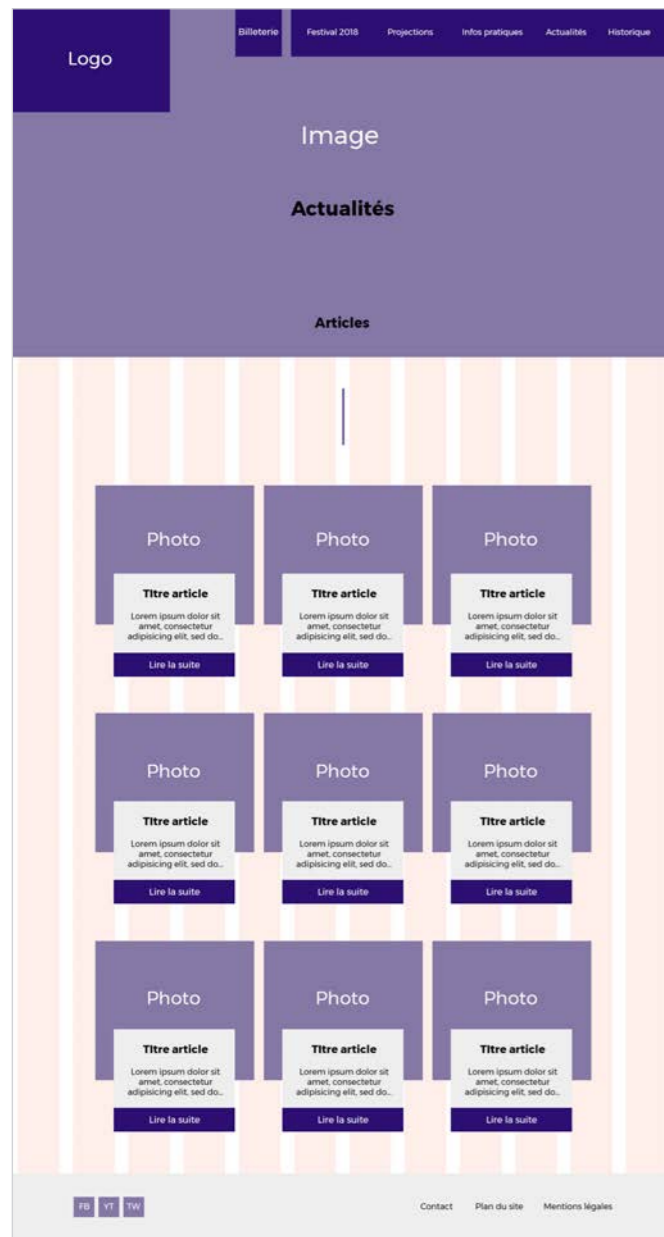 Logo
Billeterie Festival 2018 Projections Infos pratiques Actualités Historique
Image
Actualités
Articles
Photo Photo Photo
TItre article TItre article TItre article
Lorem ipsum dolor sit Lorem ipsum dolor sit Lorem ipsum dolor sit
amet, consectetur amet, consectetur amet, consectetur
adipisicing elit, sed do... adipisicing elit, sed do... adipisicing elit, sed do...
Lire la suite Lire la suite Lire la suite
Photo Photo Photo
TItre article TItre article TItre article
Lorem ipsum dolor sit Lorem ipsum dolor sit Lorem ipsum dolor sit
amet, consectetur amet, consectetur amet, consectetur
adipisicing elit, sed do... adipisicing elit, sed do... adipisicing elit, sed do...
Lire la suite Lire la suite Lire la suite
Photo Photo Photo
TItre article TItre article TItre article
Lorem ipsum dolor sit Lorem ipsum dolor sit Lorem ipsum dolor sit
amet, consectetur amet, consectetur amet, consectetur
adipisicing elit, sed do... adipisicing elit, sed do... adipisicing elit, sed do...
Lire la suite Lire la suite Lire la suite
FB YT TW Contact Plan du site Mentions légales